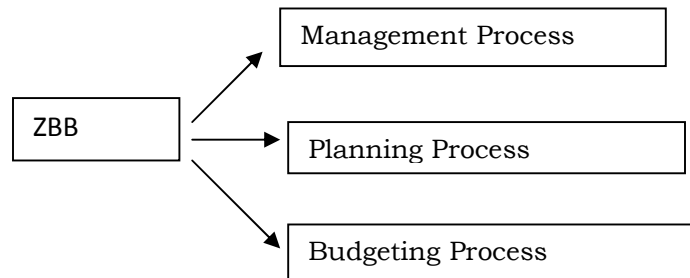 Management Process
ZBB
Planning Process
Budgeting Process